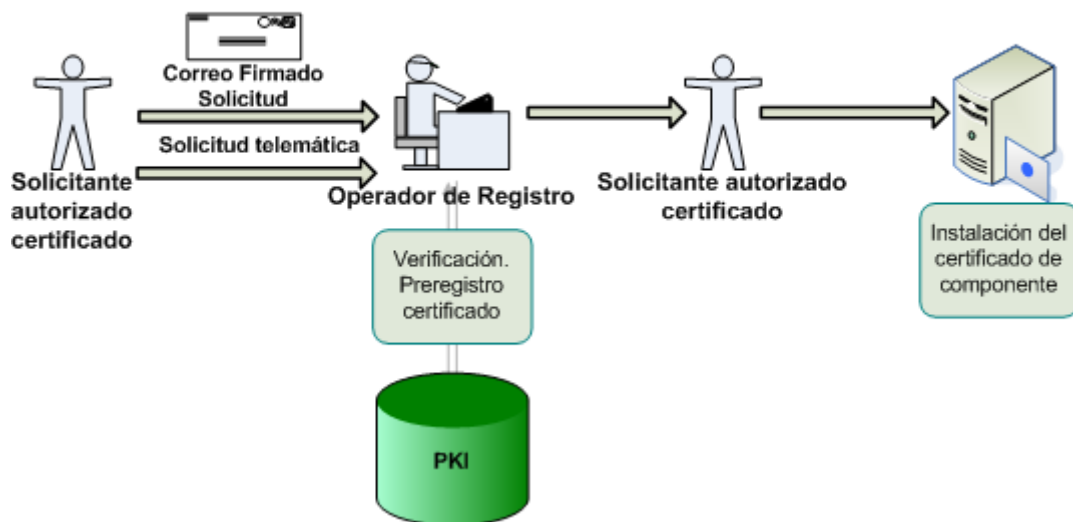 Correo Firmado
Solicitud
Solicitud telemática
Solicitante
autorizado
certificado
Operador de Registro
Solicitante autorizado
certificado
Verificación.
Preregistro
certificado
Instalación del
certificado de
componente
PKI